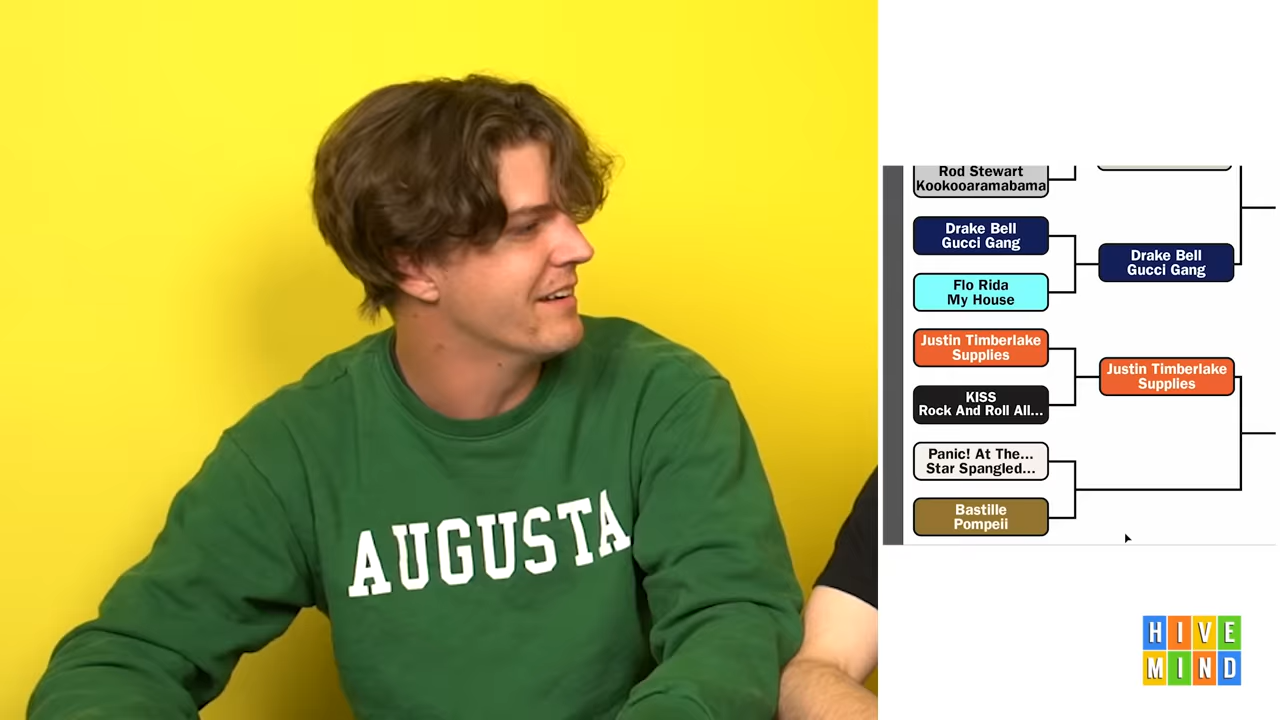 AUGUSTA
Rod Stewart
Kookooaramabama
Drake Bell
Gucci Gang
Flo Rida
My House
Justin Timberlake
Supplies
KISS
Rock And Roll All...
Panic! At The...
Star Spangled...
Bastille
Pompeii
Drake Bell
Gucci Gang
Justin Timberlake
Supplies
HIVE
MIND